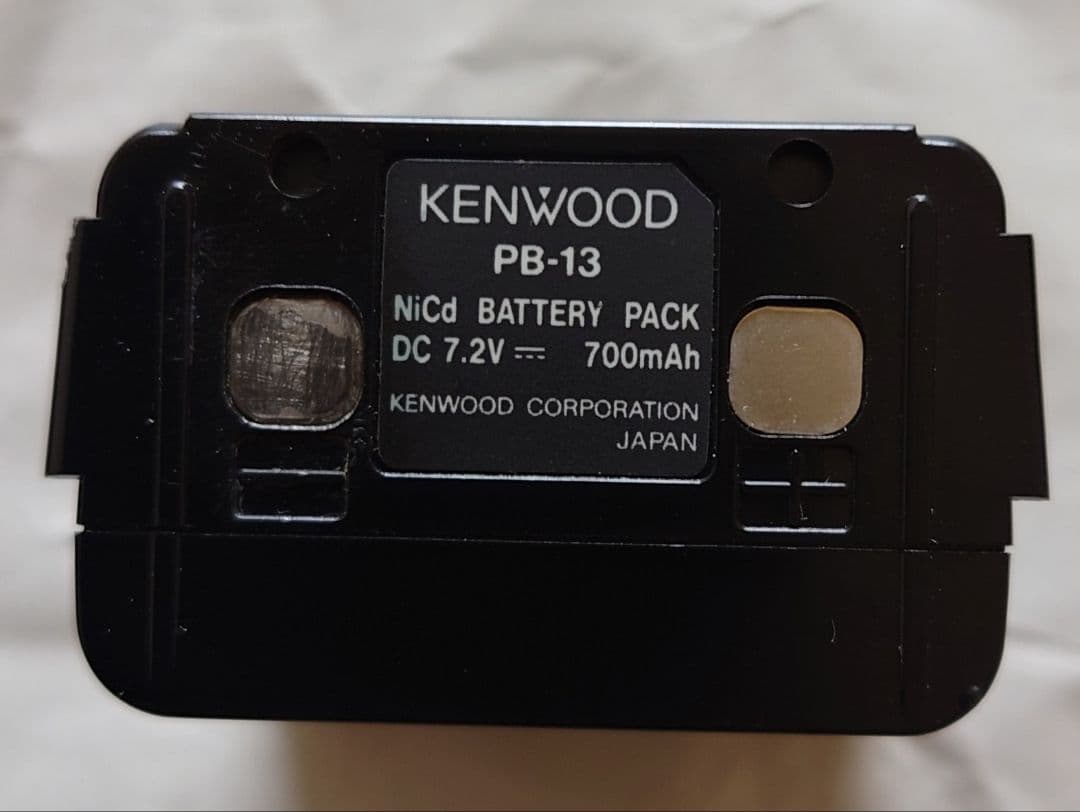 KENWOOD
PB-13
NiCd BATTERY PACK
DC 7.2V ⎓ 700mAh
KENWOOD CORPORATION
JAPAN